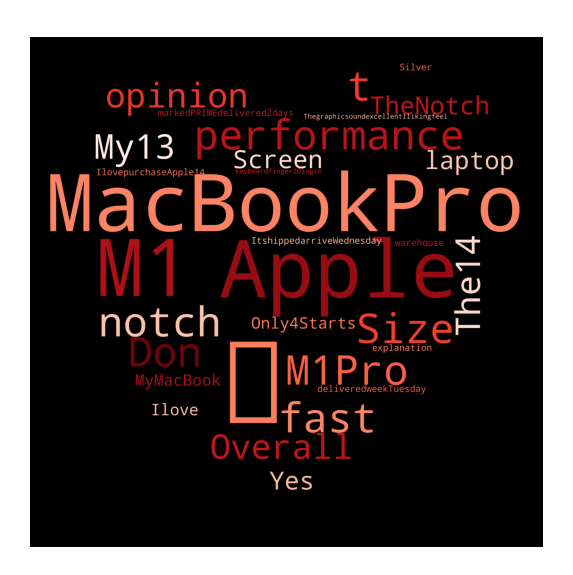 Silver
opinion
t
TheNotch
markedPRIMEdelivered2days
ThegraphicsoundexcellentIlikingfeel
performance
My13
Screen
laptop
IlovepurchaseApple14
MacBookPro
ItshippedarriveWednesday
warehouse
M1 Apple
The14
notch
Only4Starts
Size
Don
explanation
M1Pro
MyMacBook
deliveredweekTuesday
Ilove
fast
Overall
Yes